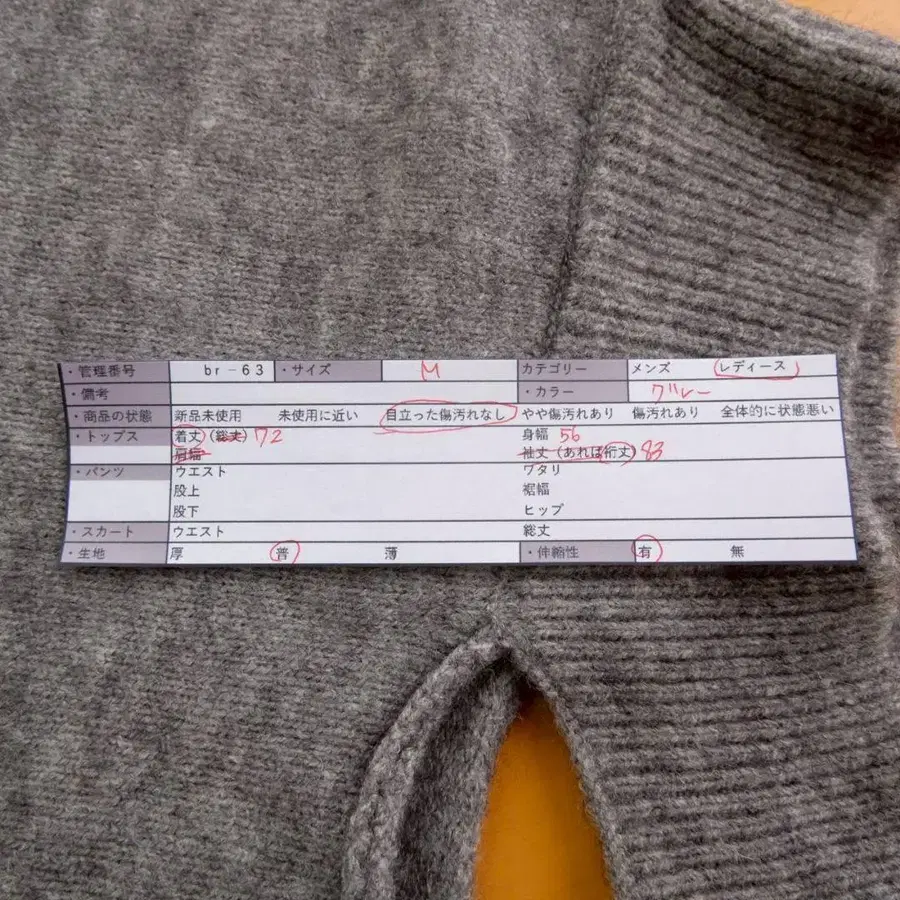 ・管理番号 br-63 ・サイズ M カテゴリー メンズ レディース
・備考 ・カラー グレー
・商品の状態 新品未使用 未使用に近い 目立った傷汚れなし やや傷汚れあり 傷汚れあり 全体的に状態悪い
・トップス 着丈 (総丈) 72 身幅 56
肩幅 袖丈 (あれば裄丈) 83
・パンツ ウエスト ワタリ
股上 裾幅
股下 ヒップ
・スカート ウエスト 総丈
・生地 厚 普 薄 ・伸縮性 有 無